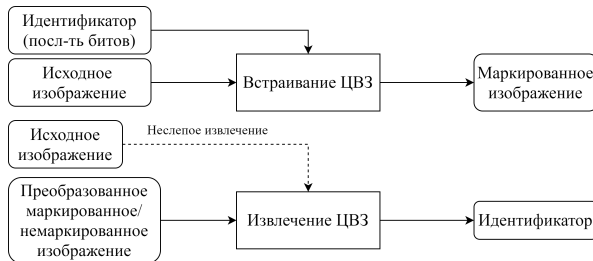 Идентификатор
(посл-ть битов)
Исходное
изображение
Встраивание ЦВЗ
Маркированное
изображение
Исходное
изображение
Неслепое извлечение
Преобразованное
маркированное/
немаркированное
изображение
Извлечение ЦВЗ
Идентификатор